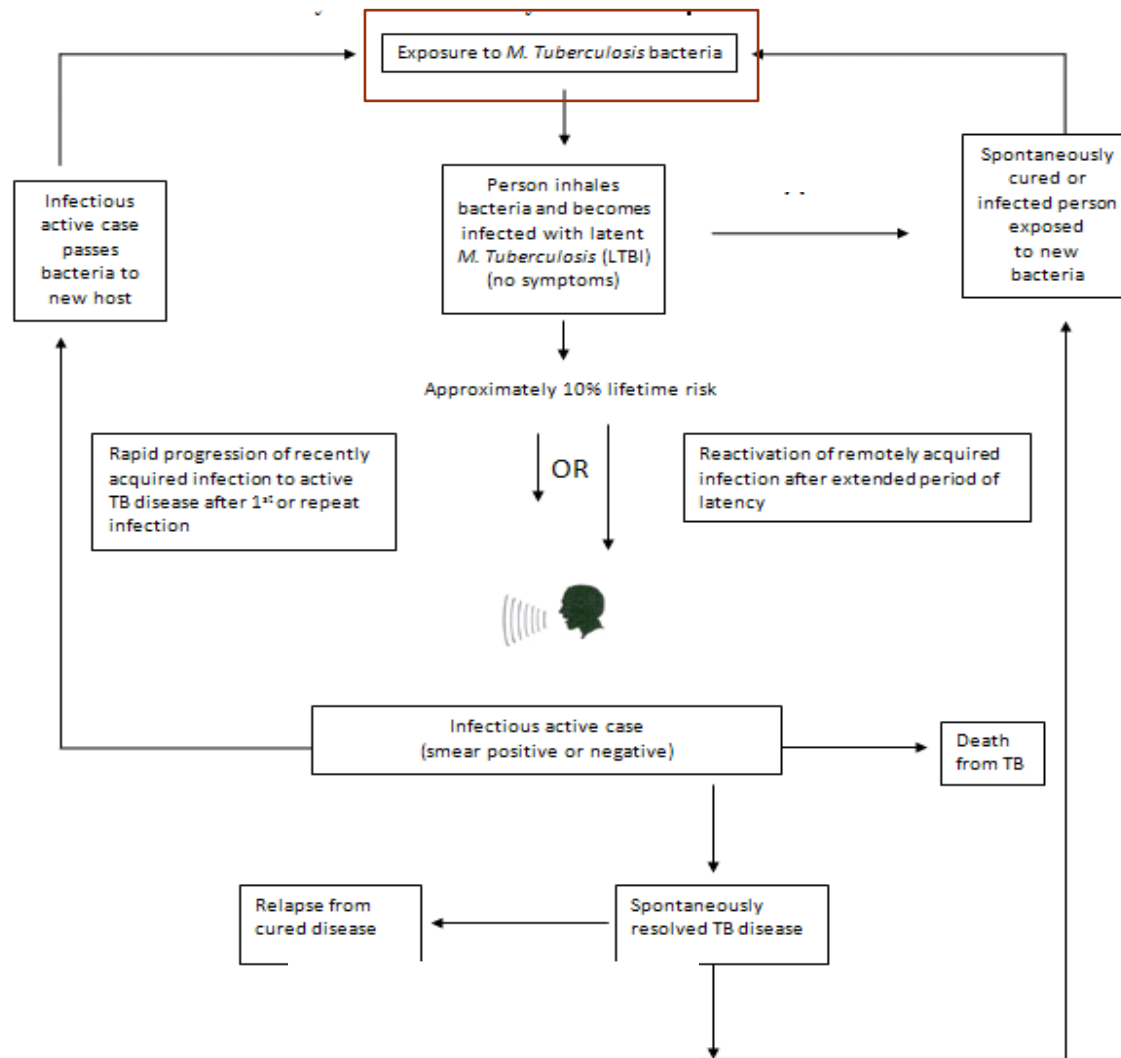 Exposure to M. Tuberculosis bacteria
Infectious
active case
passes
bacteria to
new host
Person inhales
bacteria and becomes
infected with latent
M. Tuberculosis (LTBI)
(no symptoms)
Spontaneously
cured or
infected person
exposed
to new
bacteria
Approximately 10% lifetime risk
Rapid progression of recently
acquired infection to active
TB disease after 1st or repeat
infection
OR
Reactivation of remotely acquired
infection after extended period of
latency
Infectious active case
(smear positive or negative)
Death
from TB
Relapse from
cured disease
Spontaneously
resolved TB disease